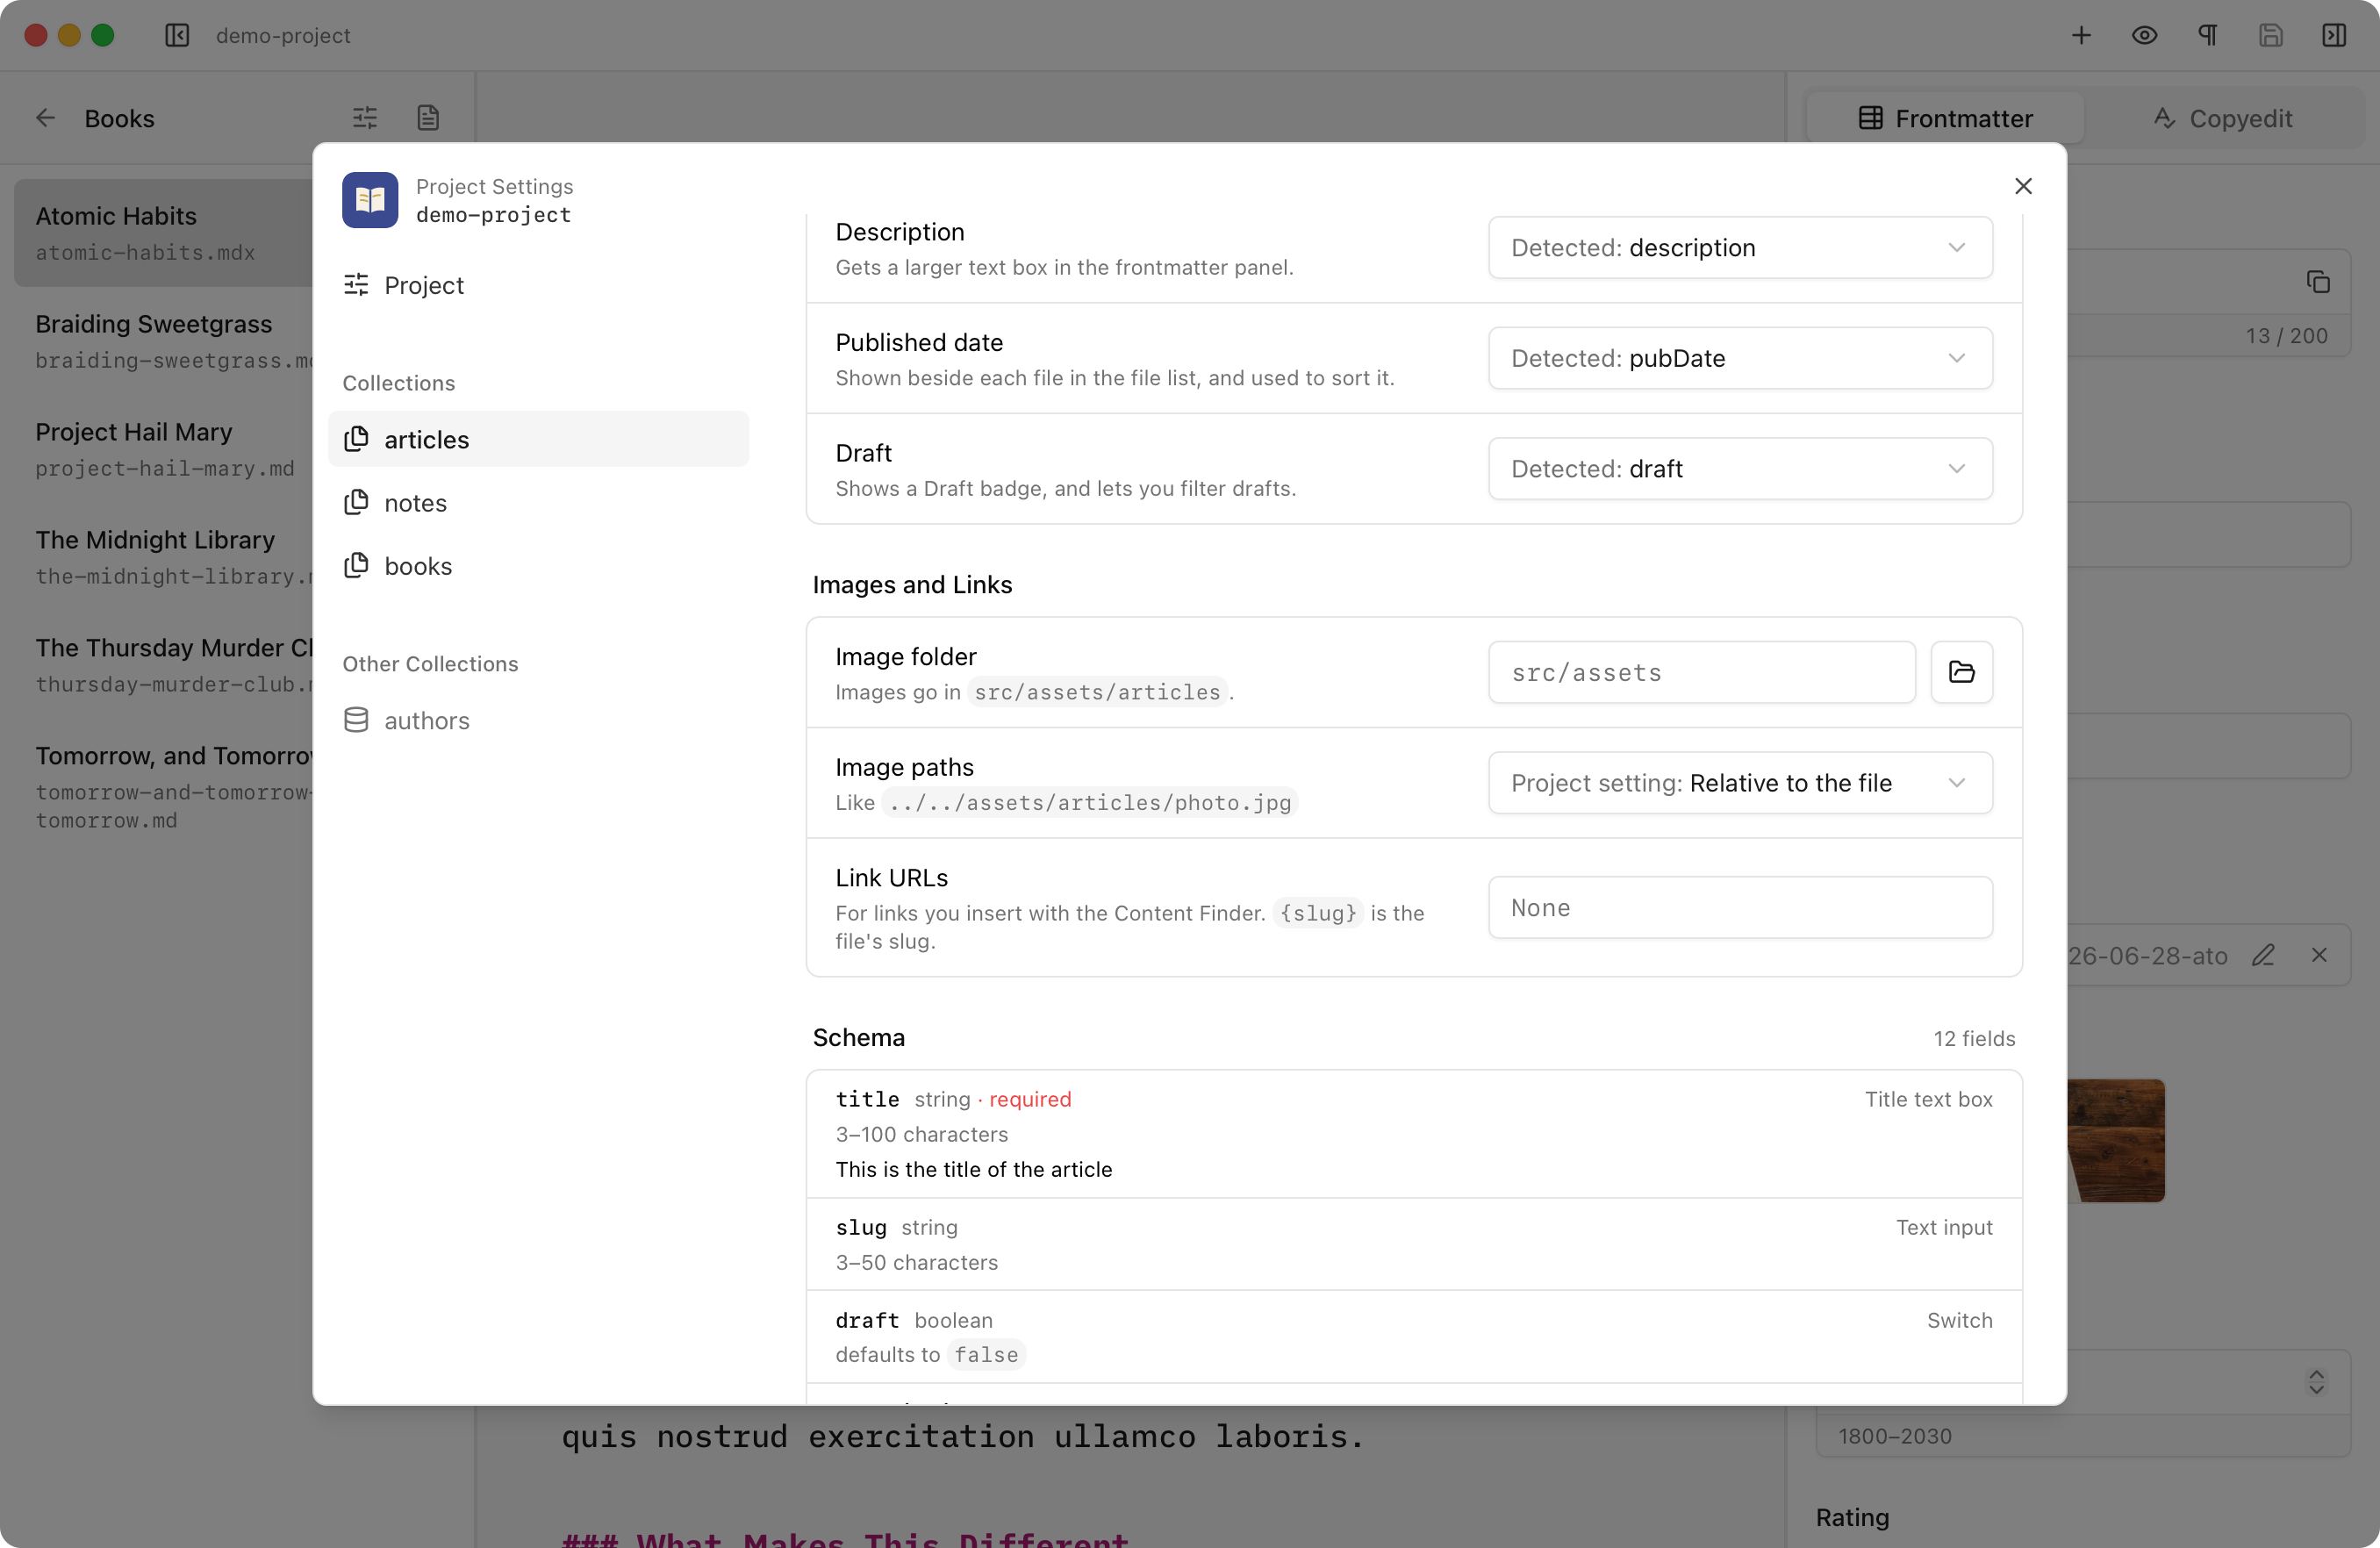 demo-project
Books
Frontmatter
Copyedit
Atomic Habits
atomic-habits.mdx
Braiding Sweetgrass
Project Hail Mary
project-hail-mary.md
The Midnight Library
The Thursday Murder
Tomorrow, and
tomorrow-and-tomorrow-
tomorrow.md
13 / 200
26-06-28-ato
1800–2030
Rating
quis nostrud exercitation ullamco laboris.
### What Makes This Different
Project Settings
demo-project
Project
Collections
articles
notes
books
Other Collections
authors
Description
Gets a larger text box in the frontmatter panel.
Detected: description
Published date
Shown beside each file in the file list, and used to sort it.
Detected: pubDate
Draft
Shows a Draft badge, and lets you filter drafts.
Detected: draft
Images and Links
Image folder
Images go in src/assets/articles.
src/assets
Image paths
Like ../../assets/articles/photo.jpg
Project setting: Relative to the file
Link URLs
For links you insert with the Content Finder. {slug} is the
file's slug.
None
Schema
12 fields
title string · required
Title text box
3–100 characters
This is the title of the article
slug string
Text input
3–50 characters
draft boolean
Switch
defaults to false